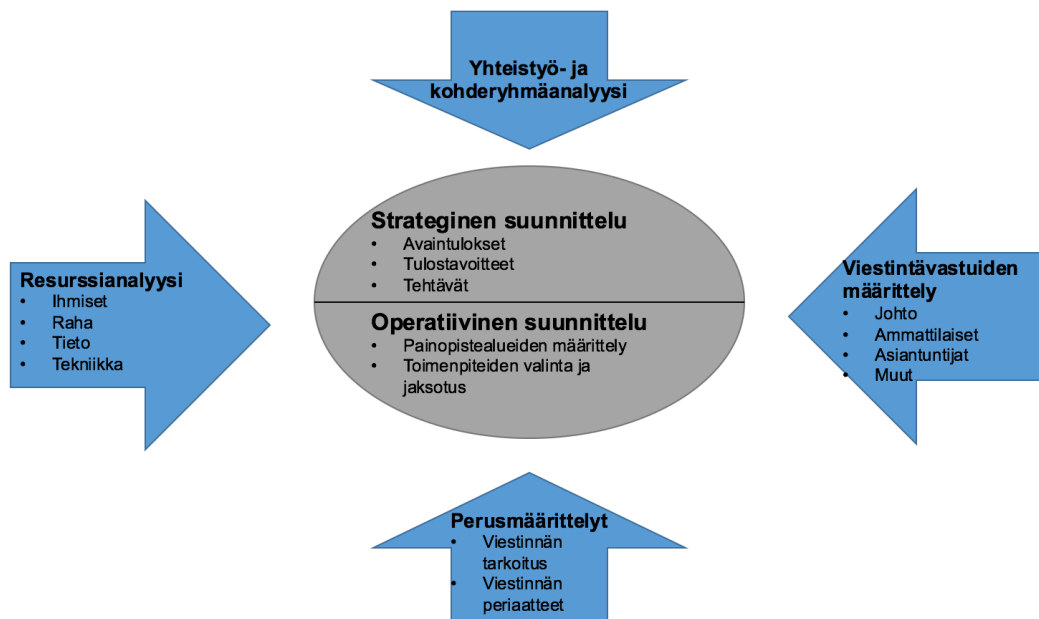 Yhteistyö- ja
kohderyhmäanalyysi
Strateginen suunnittelu
• Avaintulokset
• Tulostavoitteet
• Tehtävät
Operatiivinen suunnittelu
• Painopistealueiden määrittely
• Toimenpiteiden valinta ja
jaksotus
Resurssianalyysi
• Ihmiset
• Raha
• Tieto
• Tekniikka
Viestintävastuiden
määrittely
• Johto
• Ammattilaiset
• Asiantuntijat
• Muut
Perusmäärittelyt
• Viestinnän
tarkoitus
• Viestinnän
periaatteet